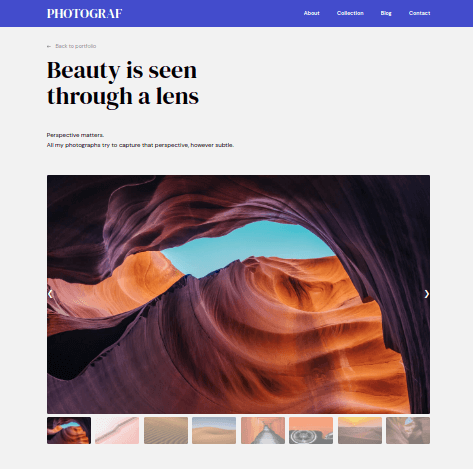 PHOTOGRAF
About Collection Blog Contact
← Back to portfolio
Beauty is seen
through a lens
Perspective matters.
All my photographs try to capture that perspective, however subtle.